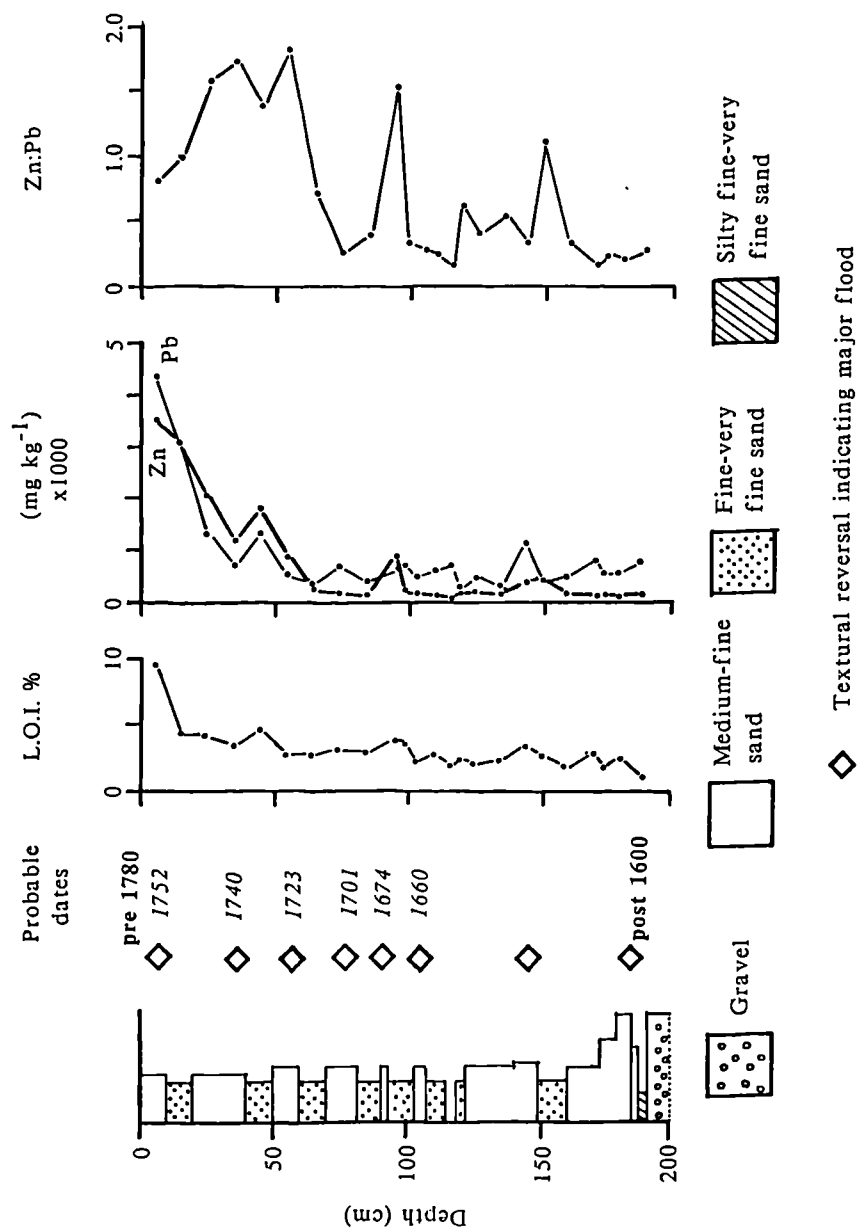 Zn:Pb
2.0
1.0
0
(mg kg⁻¹)
x1000
5
0
Pb
Zn
L.O.I. %
10
0
Probable
dates
pre 1780
1752
1740
1723
1701
1674
1660
post 1600
0
50
100
150
200
Depth (cm)
Gravel
Medium-fine
sand
Fine-very
fine sand
Silty fine-very
fine sand
Textural reversal indicating major flood